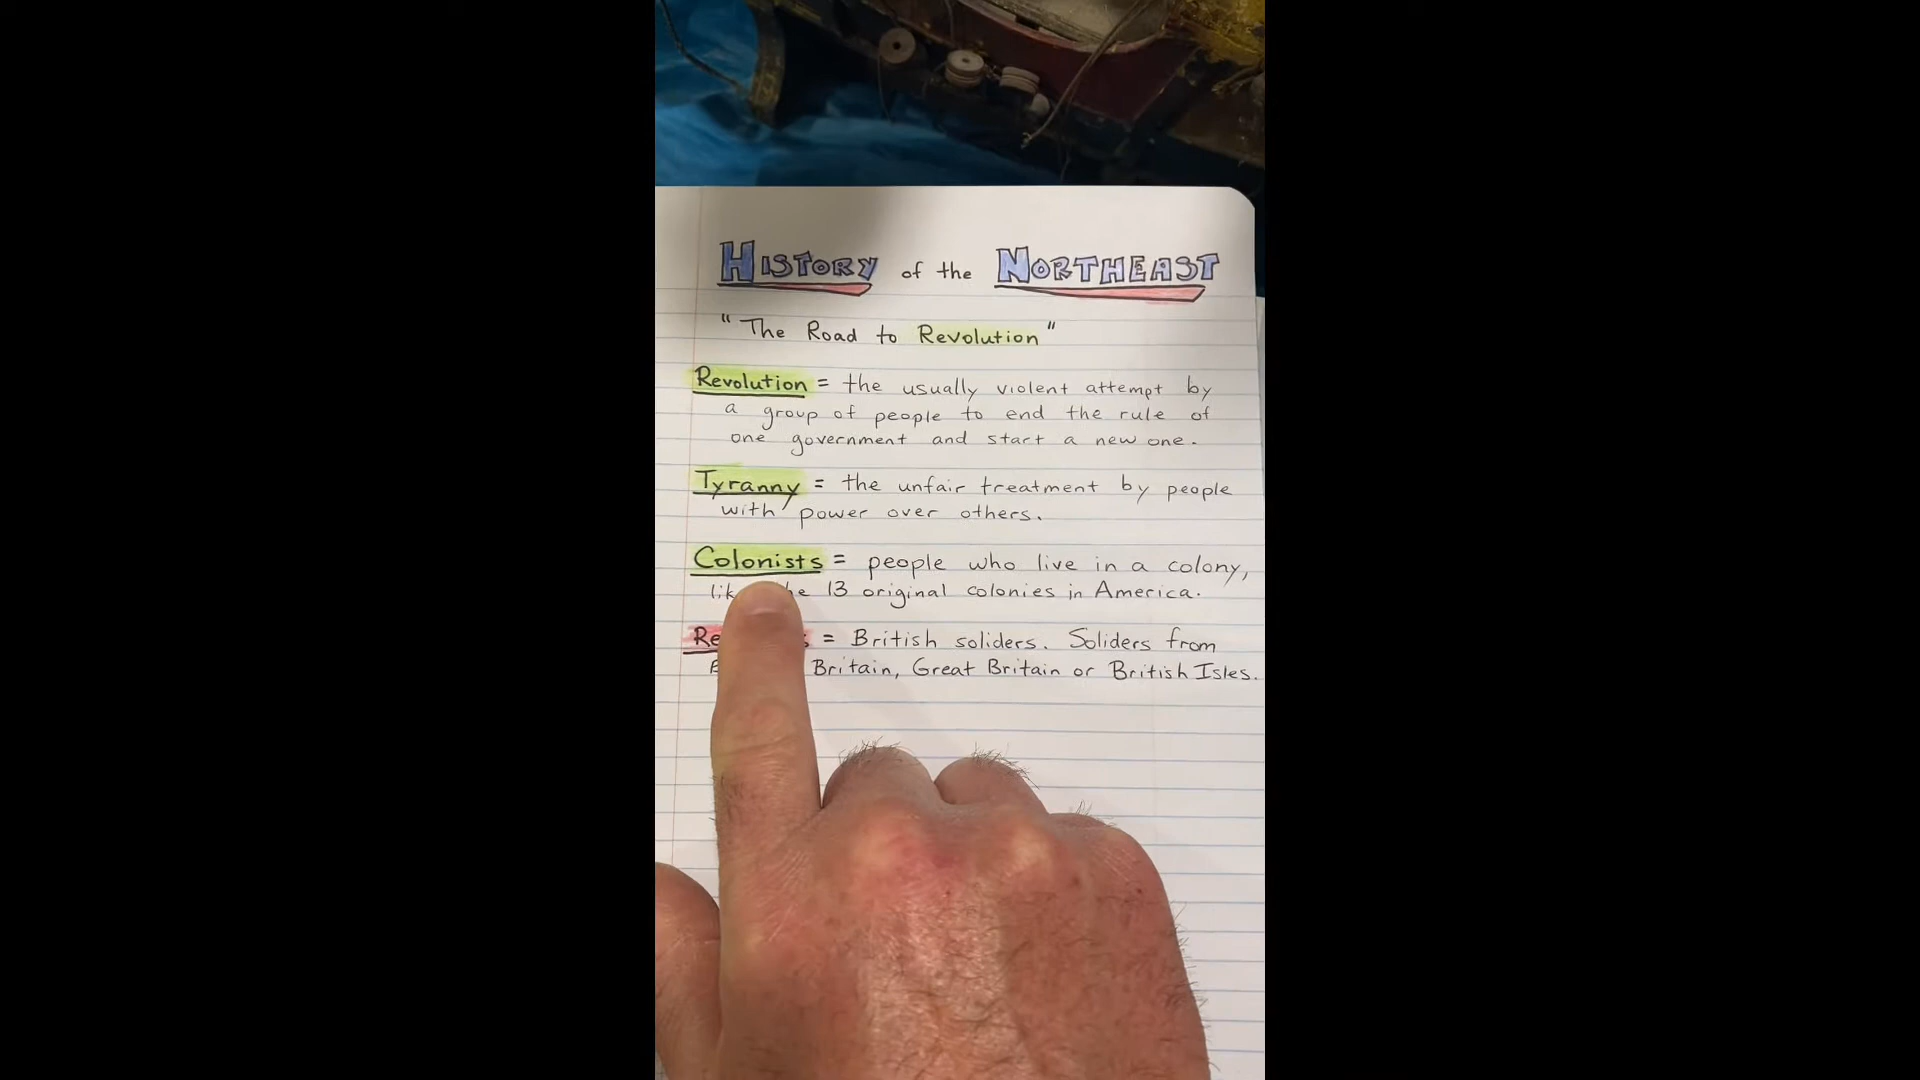 HISTORY of the NORTHEAST
"The Road to Revolution"
Revolution = the usually violent attempt by
a group of people to end the rule of
one government and start a new one.
Tyranny = the unfair treatment by people
with power over others.
Colonists = people who live in a colony,
13 original colonies in America.
= British soliders. Soliders from
Britain, Great Britain or British Isles.